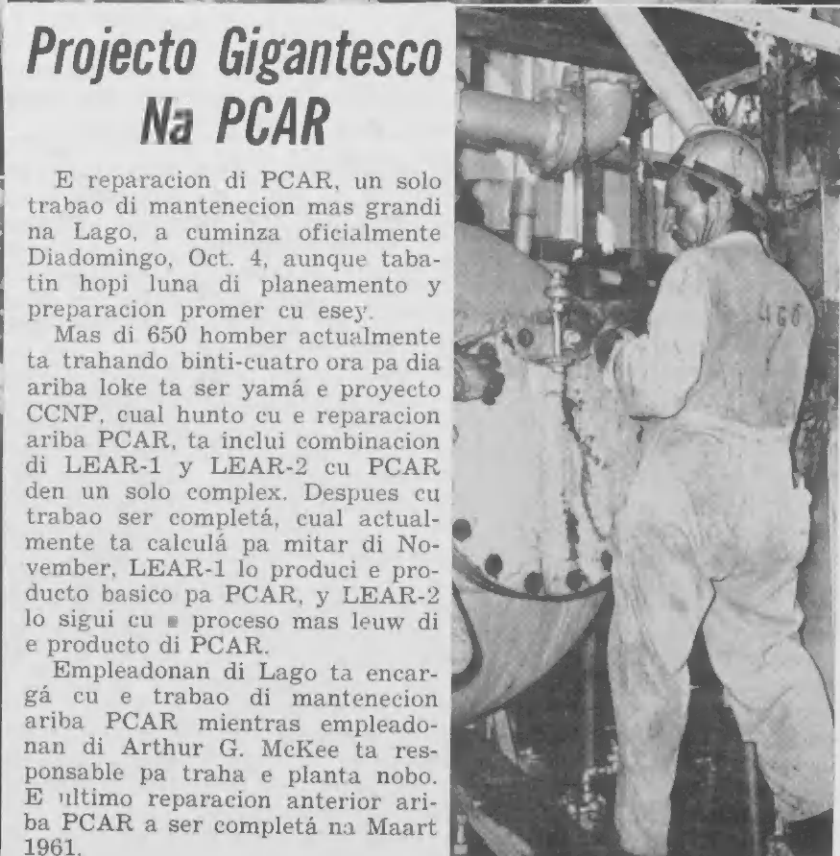 Projecto Gigantesco
Na PCAR
E reparacion di PCAR, un solo
trabao di mantenecion mas grandi
na Lago, a cuminza oficialmente
Diadomingo, Oct. 4, aunque taba-
tin hopi luna di planeamento y
preparacion promer cu esey.
Mas di 650 homber actualmente
ta trahando binti-cuatro ora pa dia
ariba loke ta ser yamá e proyecto
CCNP, cual hunto cu e reparacion
ariba PCAR, ta inclui combinacion
di LEAR-1 y LEAR-2 cu PCAR
den un solo complex. Despues cu
trabao ser completá, cual actual-
mente ta calculá pa mitar di No-
vember, LEAR-1 lo produci e pro-
ducto basico pa PCAR, y LEAR-2
lo sigui cu proceso mas leuw di
e producto di PCAR.
Empleadonan di Lago ta encar-
gá cu e trabao di mantenecion
ariba PCAR mientras empleado-
nan di Arthur G. McKee ta res-
ponsable pa traha e planta nobo.
E ultimo reparacion anterior ari-
ba PCAR a ser completá na Maart
1961.